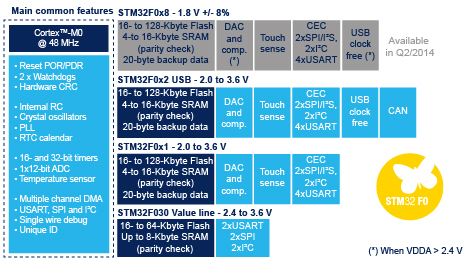 Main common features
Cortex™-M0
@ 48 MHz
• Reset POR/PDR
• 2 x Watchdogs
• Hardware CRC
• Internal RC
• Crystal oscillators
• PLL
• RTC calendar
• 16- and 32-bit timers
• 1x12-bit ADC
• Temperature sensor
• Multiple channel DMA
• USART, SPI and I²C
• Single wire debug
• Unique ID
STM32F0x8 - 1.8 V +/- 8%
16- to 128-Kbyte Flash
4-to 16-Kbyte SRAM
(parity check)
20-byte backup data
DAC
and
comp.
(*)
Touch
sense
CEC
2xSPI/I²S,
2xI²C
4xUSART
USB
clock
free (*)
Available
in Q2/2014
STM32F0x2 USB - 2.0 to 3.6 V
16- to 128-Kbyte Flash
4-to 16-Kbyte SRAM
(parity check)
20-byte backup data
DAC
and
comp.
Touch
sense
CEC
2xSPI/I²S,
2xI²C
4xUSART
USB
clock
free
CAN
STM32F0x1 - 2.0 to 3.6 V
16- to 128-Kbyte Flash
4-to 16-Kbyte SRAM
(parity check)
20-byte backup data
DAC
and
comp.
Touch
sense
CEC
2xSPI/I²S,
2xI²C
4xUSART
STM32F030 Value line - 2.4 to 3.6 V
16- to 64-Kbyte Flash
Up to 8-Kbyte SRAM
(parity check)
2xUSART
2xSPI
2xI²C
STM32 F0
(*) When VDDA > 2.4 V